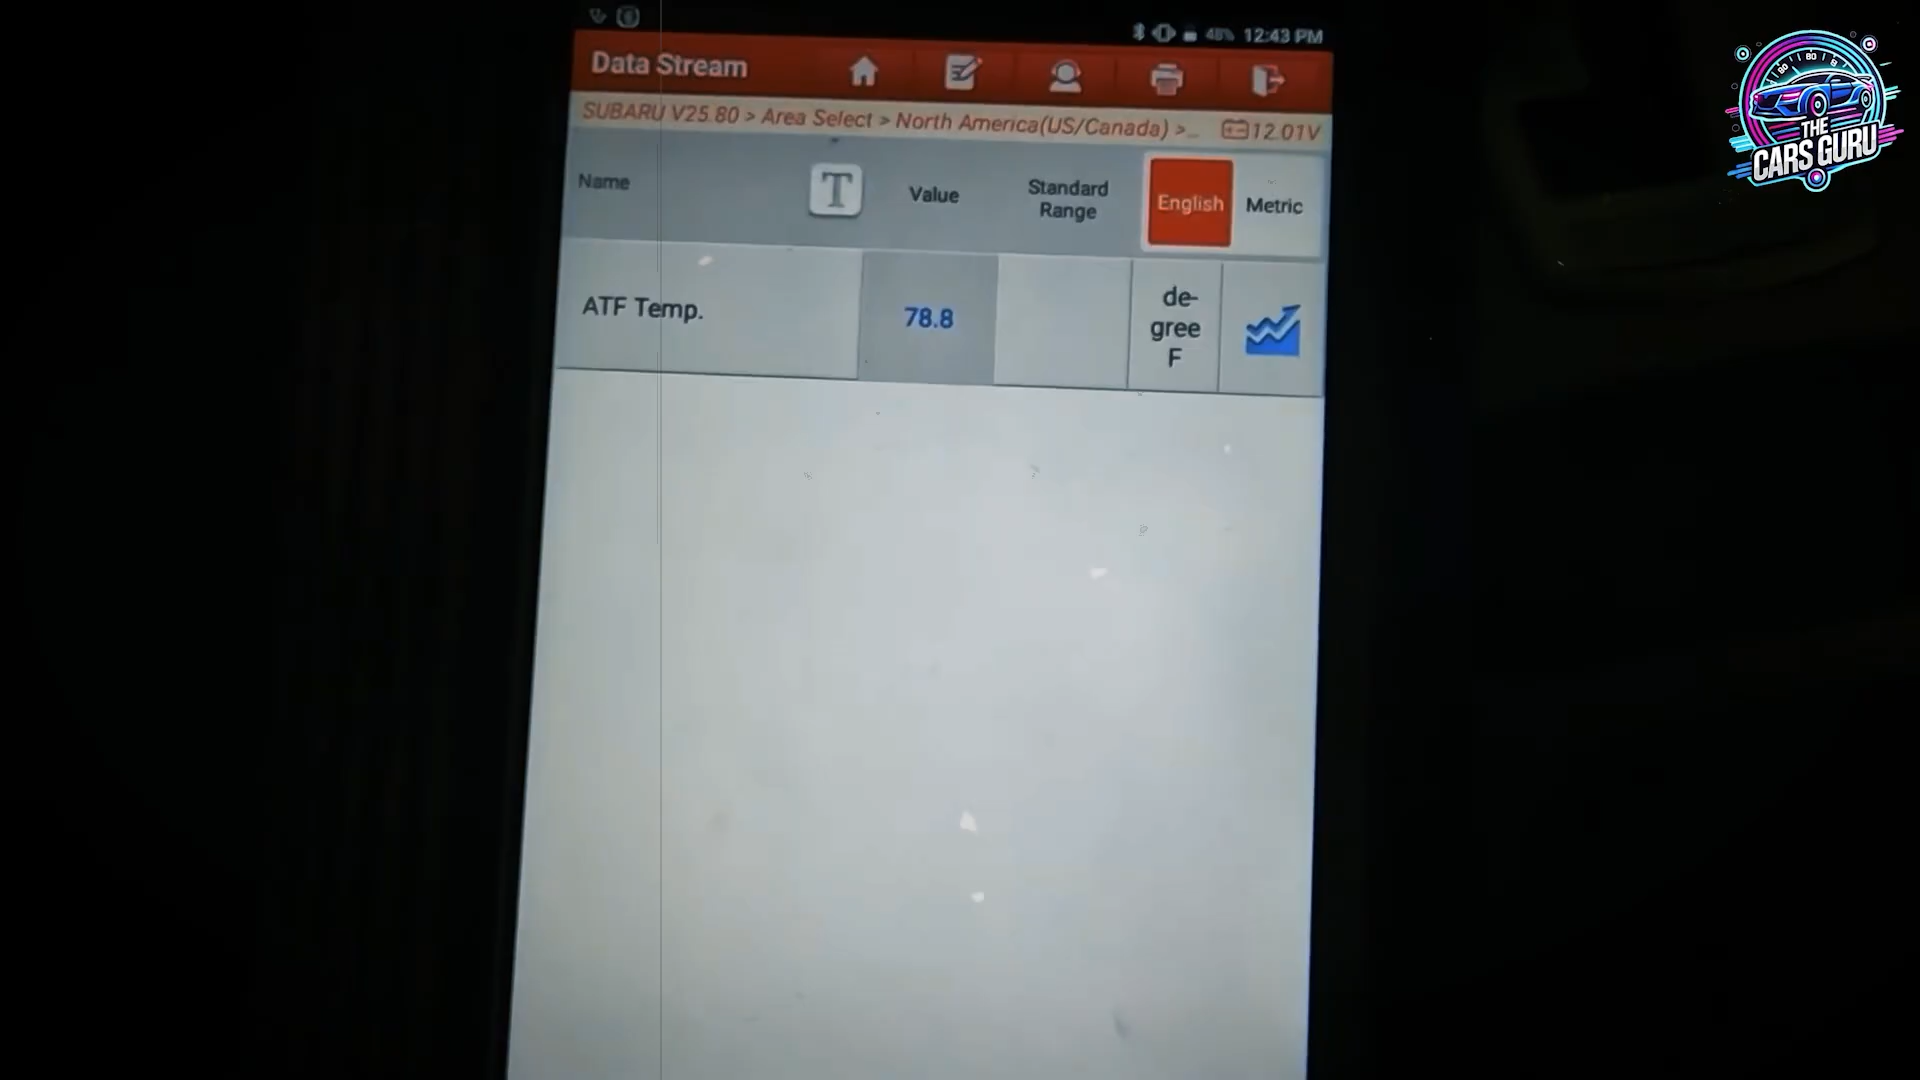 48% 12:43 PM
Data Stream
SUBARU V25.80 > Area Select > North America(US/Canada) >... 12.01V
Name T Value Standard Range English Metric
ATF Temp. 78.8 de-
gree
F
THE
CARS GURU